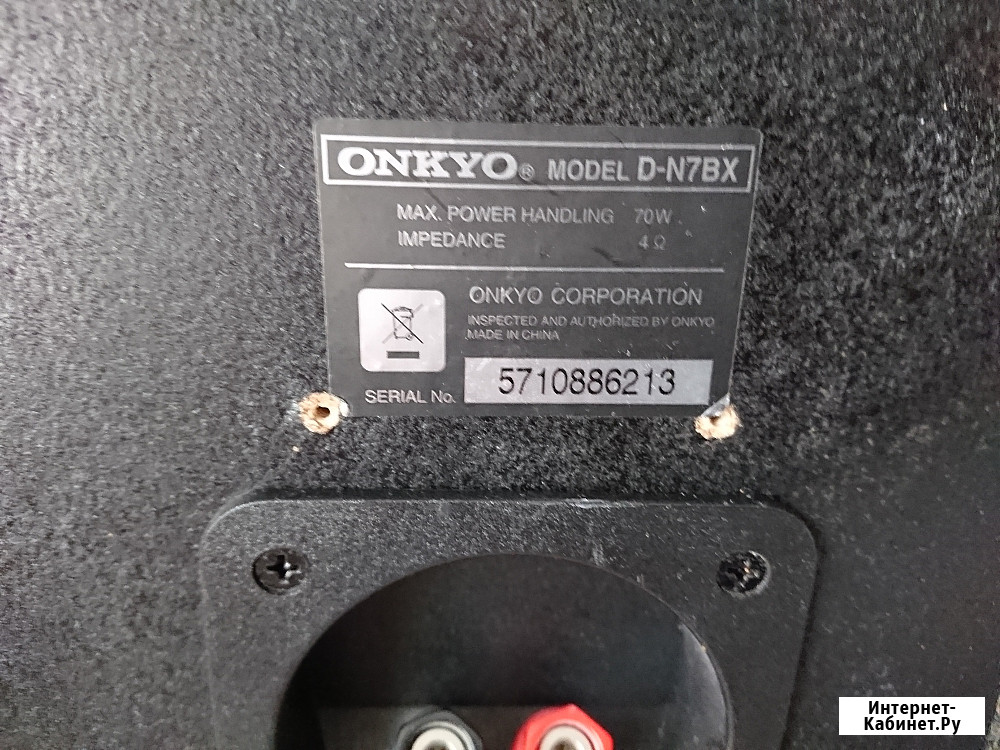 ONKYO® MODEL D-N7BX
MAX. POWER HANDLING 70W
IMPEDANCE 4 Ω
ONKYO CORPORATION
INSPECTED AND AUTHORIZED BY ONKYO
MADE IN CHINA
SERIAL No. 5710886213
Интернет-
Кабинет.Ру